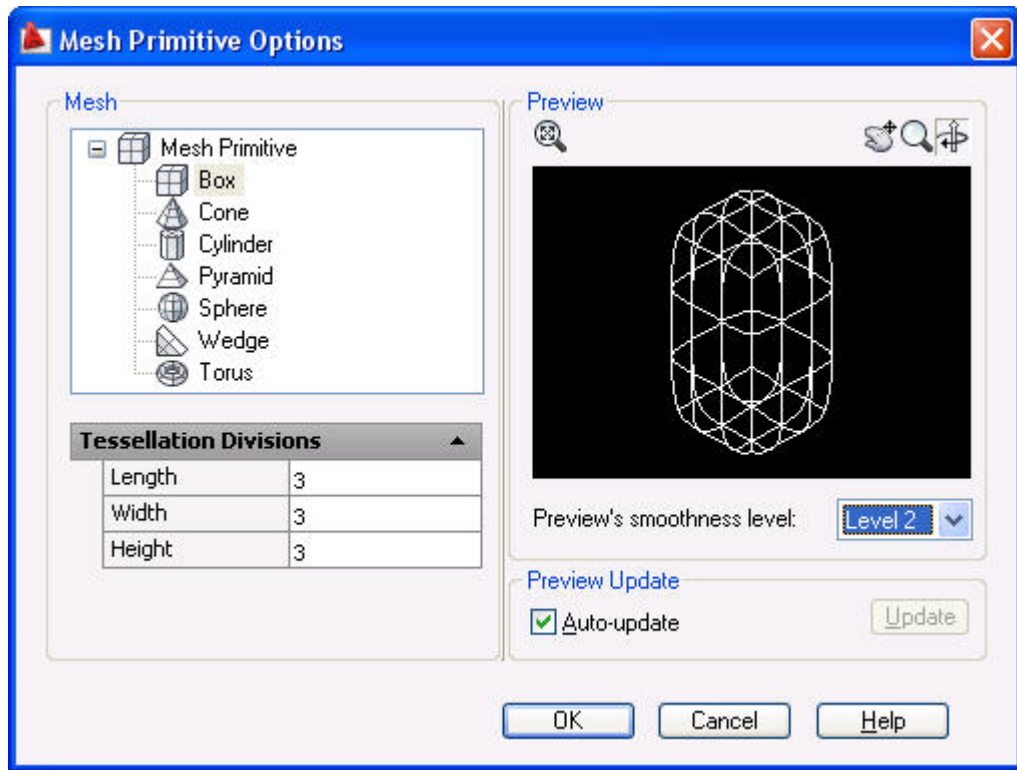 Mesh Primitive Options
Mesh
Mesh Primitive
Box
Cone
Cylinder
Pyramid
Sphere
Wedge
Torus
Tessellation Divisions
Length 3
Width 3
Height 3
Preview
Preview's smoothness level: Level 2
Preview Update
Auto-update Update
OK Cancel Help